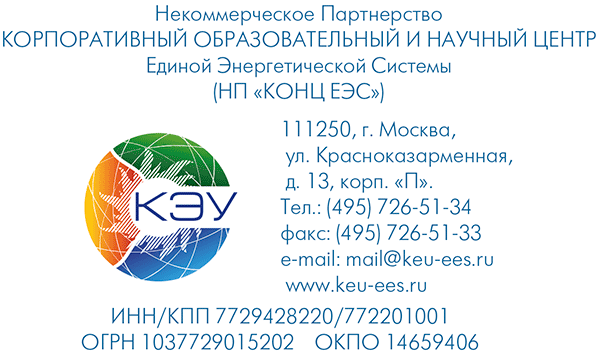 Некоммерческое Партнерство
КОРПОРАТИВНЫЙ ОБРАЗОВАТЕЛЬНЫЙ И НАУЧНЫЙ ЦЕНТР
Единой Энергетической Системы
(НП «КОНЦ ЕЭС»)
111250, г. Москва,
ул. Красноказарменная,
д. 13, корп. «П».
Тел.: (495) 726-51-34
факс: (495) 726-51-33
e-mail: mail@keu-ees.ru
www.keu-ees.ru
КЭУ
ИНН/КПП 7729428220/772201001
ОГРН 1037729015202 ОКПО 14659406